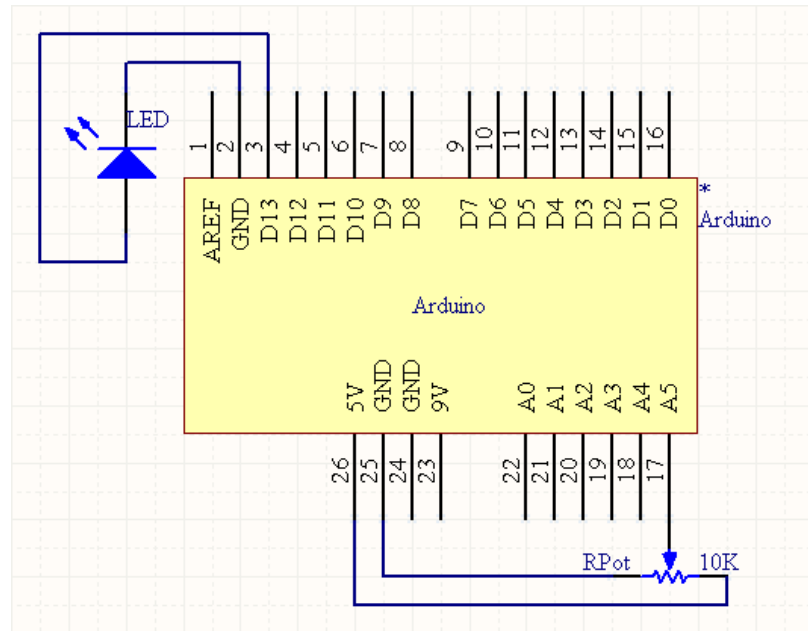 LED
1 2 3 4 5 6 7 8 9 10 11 12 13 14 15 16
*
AREF GND D13 D12 D11 D10 D9 D8 D7 D6 D5 D4 D3 D2 D1 D0
Arduino
Arduino
5V GND GND 9V A0 A1 A2 A3 A4 A5
26 25 24 23 22 21 20 19 18 17
RPot 10K